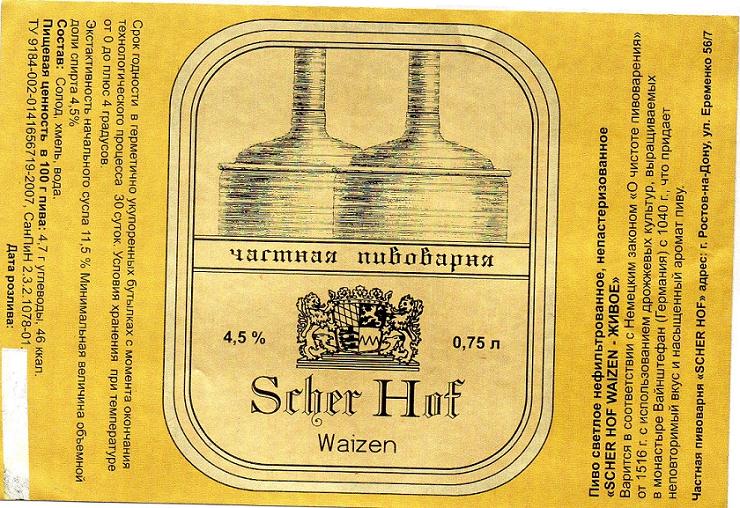 Срок годности в герметично укупоренных бутылках с момента окончания
технологического процесса 30 суток. Условия хранения при температуре
от 0 до плюс 4 градусов.
Экстактивность начального сусла 11,5 % Минимальная величина объемной
доли спирта 4,5%
Состав: Солод, хмель, вода
Пищевая ценность в 100 г пива: 4,7 г углеводы, 46 ккал.
ТУ 9184-002-0141656719-2007, СанПиН 2.3.2.1078-01
Дата розлива:
частная пивоварня
4,5 %
0,75 л
Scher Hof
Waizen
Пиво светлое нефильтрованное, непастеризованное
«SCHER HOF WAIZEN - ЖИВОЕ»
Варится в соответствии с Немецким законом «О чистоте пивоварения»
от 1516 г. с использованием дрожжевых культур, выращиваемых
в монастыре Вайнштефан (Германия) с 1040 г., что придает
неповторимый вкус и насыщенный аромат пиву.
Частная пивоварня «SCHER HOF» адрес; г. Ростов-на-Дону, ул. Еременко 56/7